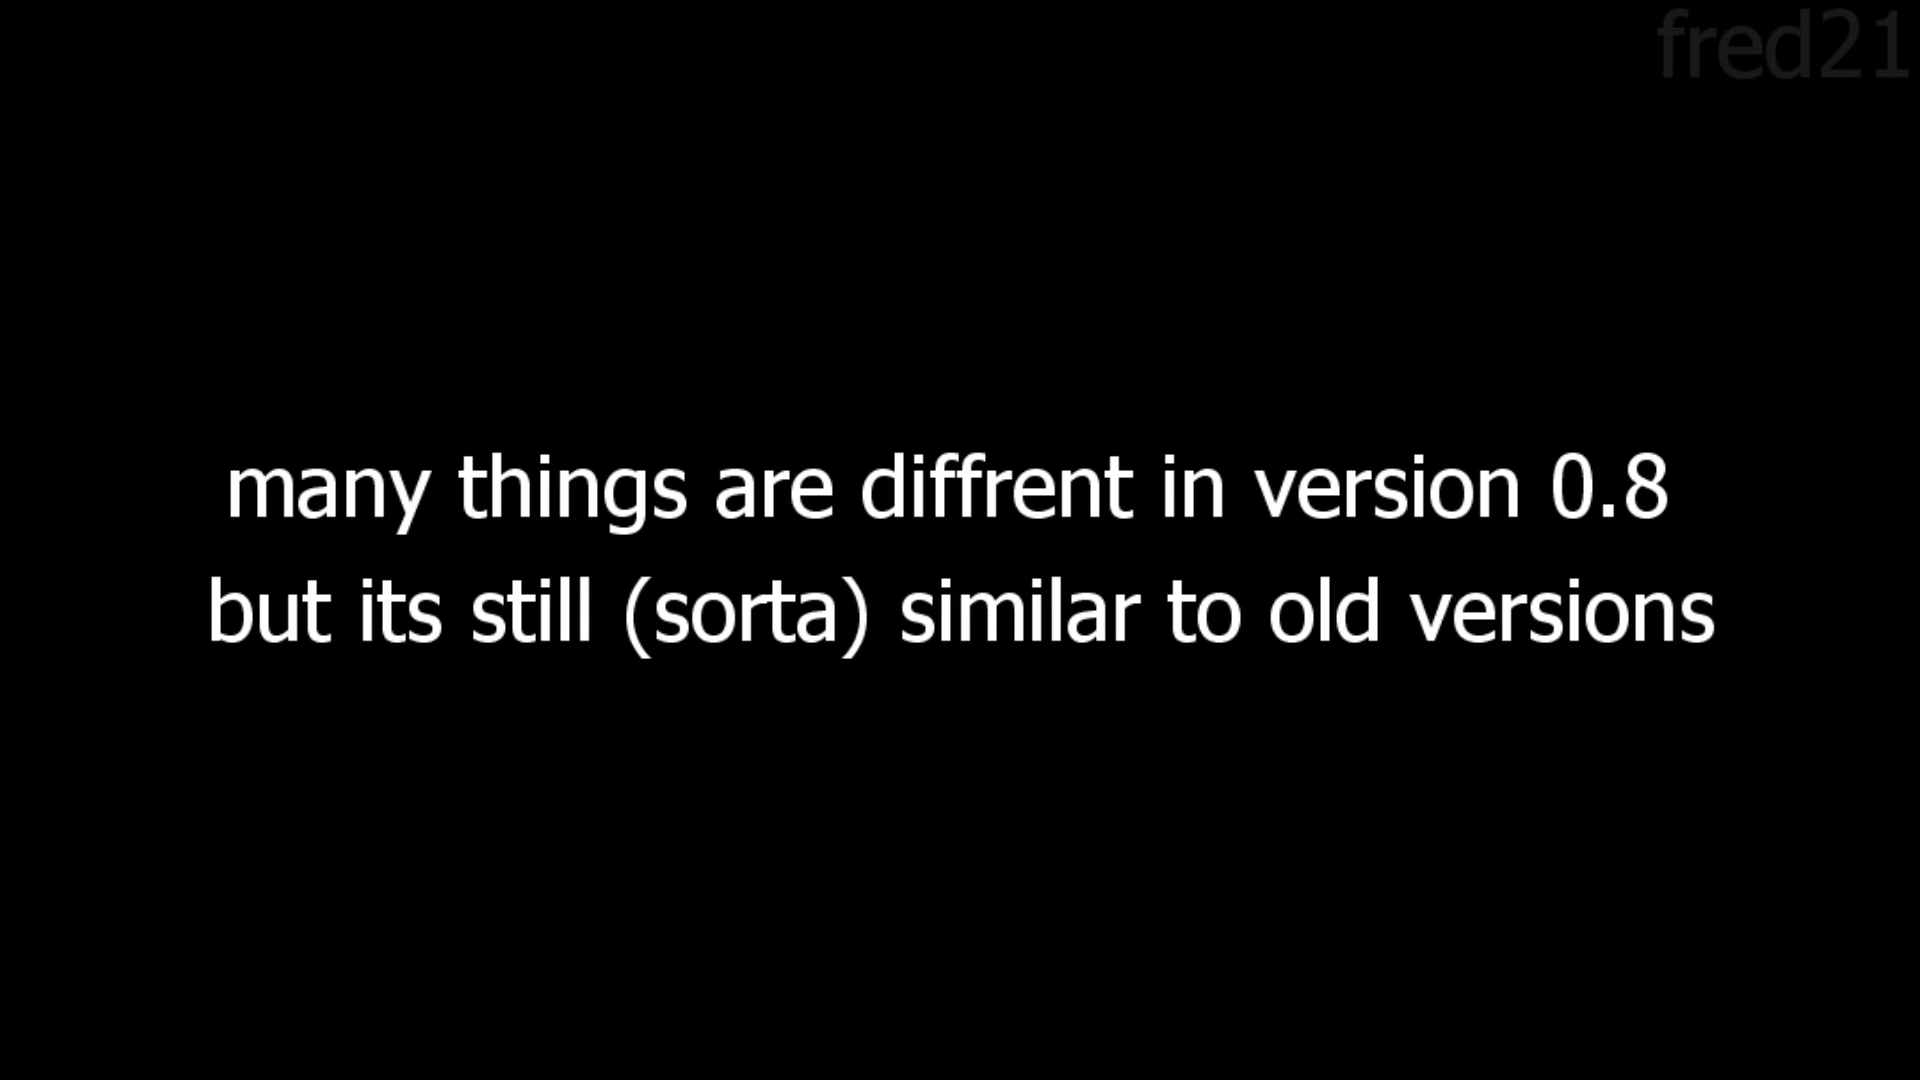 fred21
many things are diffrent in version 0.8
but its still (sorta) similar to old versions